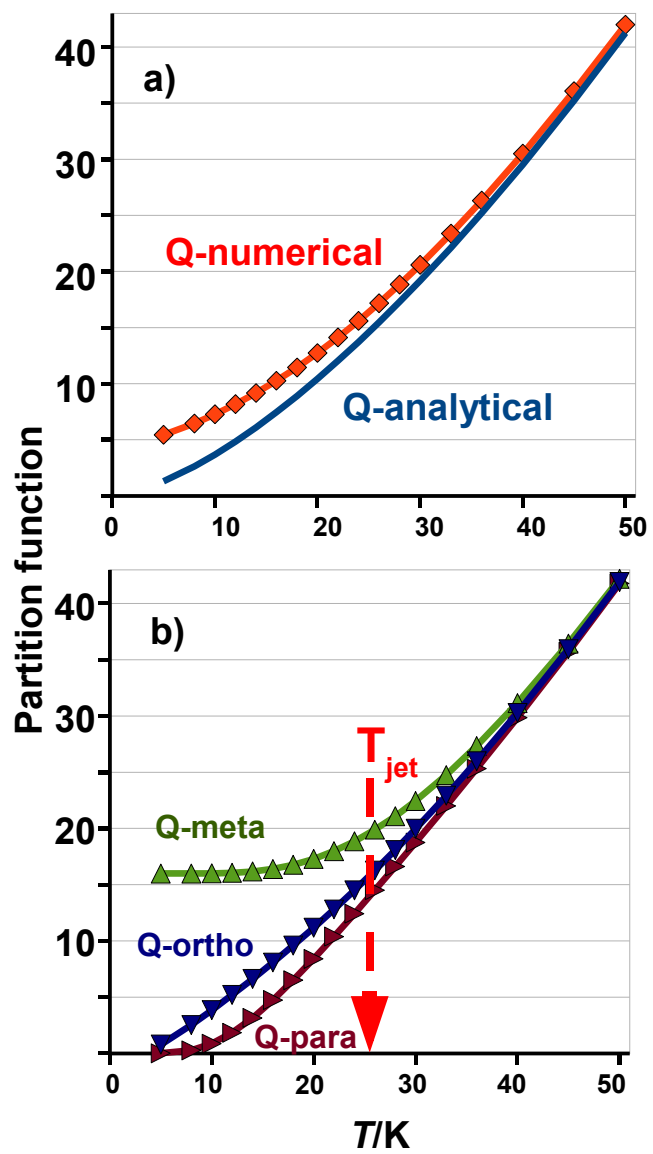 Partition function
a)
40
30
20
10
Q-numerical
Q-analytical
0 10 20 30 40 50
b)
40
30
20
10
T jet
Q-meta
Q-ortho
Q-para
0 10 20 30 40 50
T/K